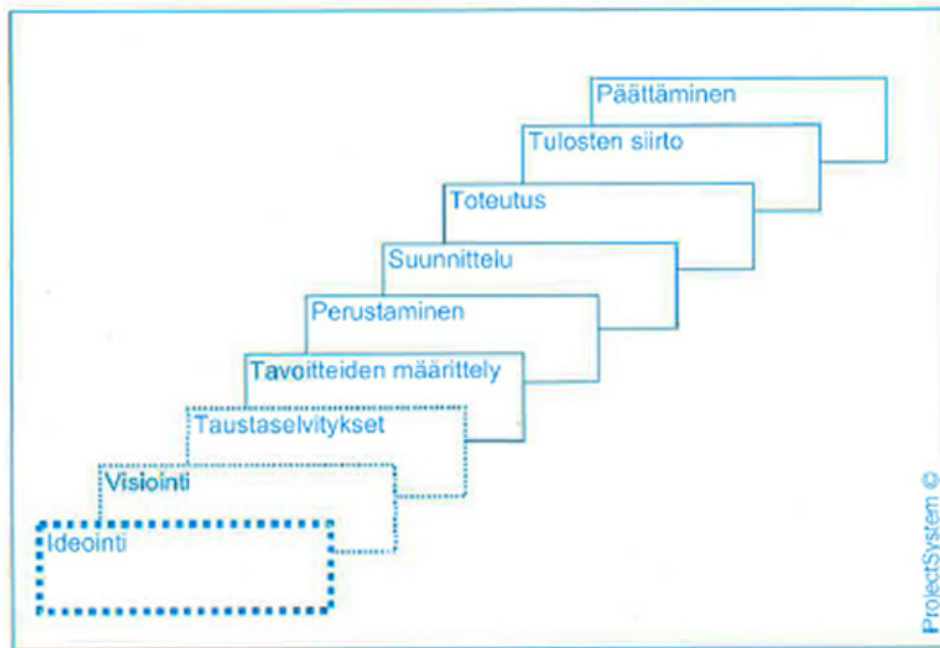 Päättäminen
Tulosten siirto
Toteutus
Suunnittelu
Perustaminen
Tavoitteiden määrittely
Taustaselvitykset
Visiointi
Ideointi
ProjectSystem ©